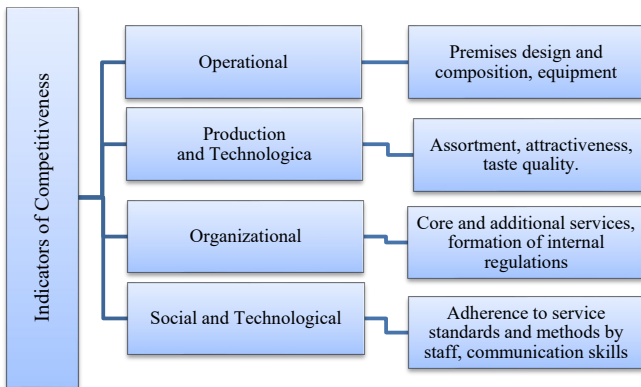 Indicators of Competitiveness
Operational
Premises design and
composition, equipment
Production
and Technologica
Assortment, attractiveness,
taste quality.
Organizational
Core and additional services,
formation of internal
regulations
Social and Technological
Adherence to service
standards and methods by
staff, communication skills